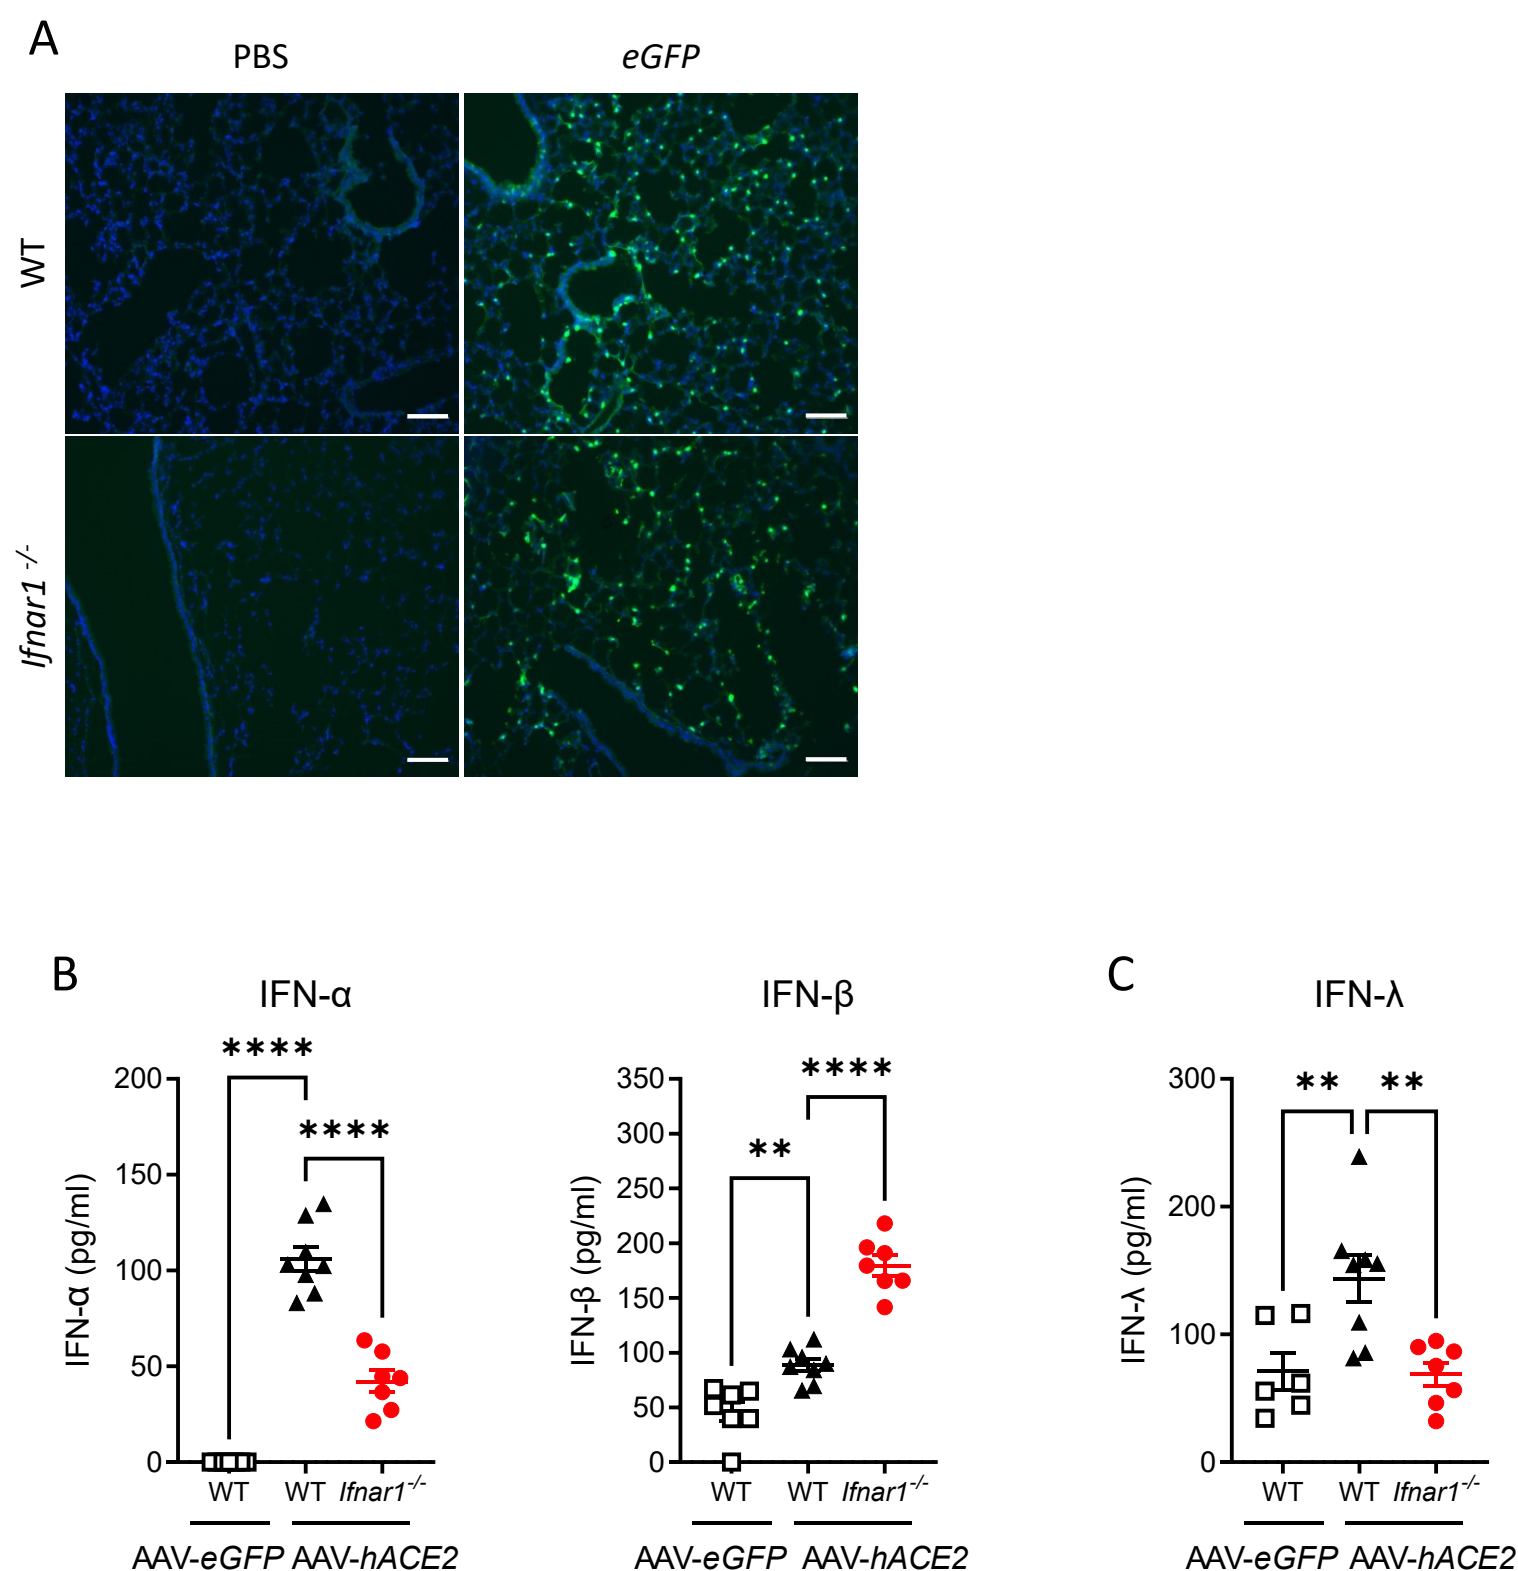 A
PBS
eGFP
WT
Ifnar1 -/-
B
IFN-α
****
****
200
150
100
50
0
IFN-α (pg/ml)
WT
WT
Ifnar1-/-
AAV-eGFP
AAV-hACE2
IFN-β
****
**
350
300
250
200
150
100
50
0
IFN-β (pg/ml)
WT
WT
Ifnar1-/-
AAV-eGFP
AAV-hACE2
C
IFN-λ
**
**
300
200
100
0
IFN-λ (pg/ml)
WT
WT
Ifnar1-/-
AAV-eGFP
AAV-hACE2